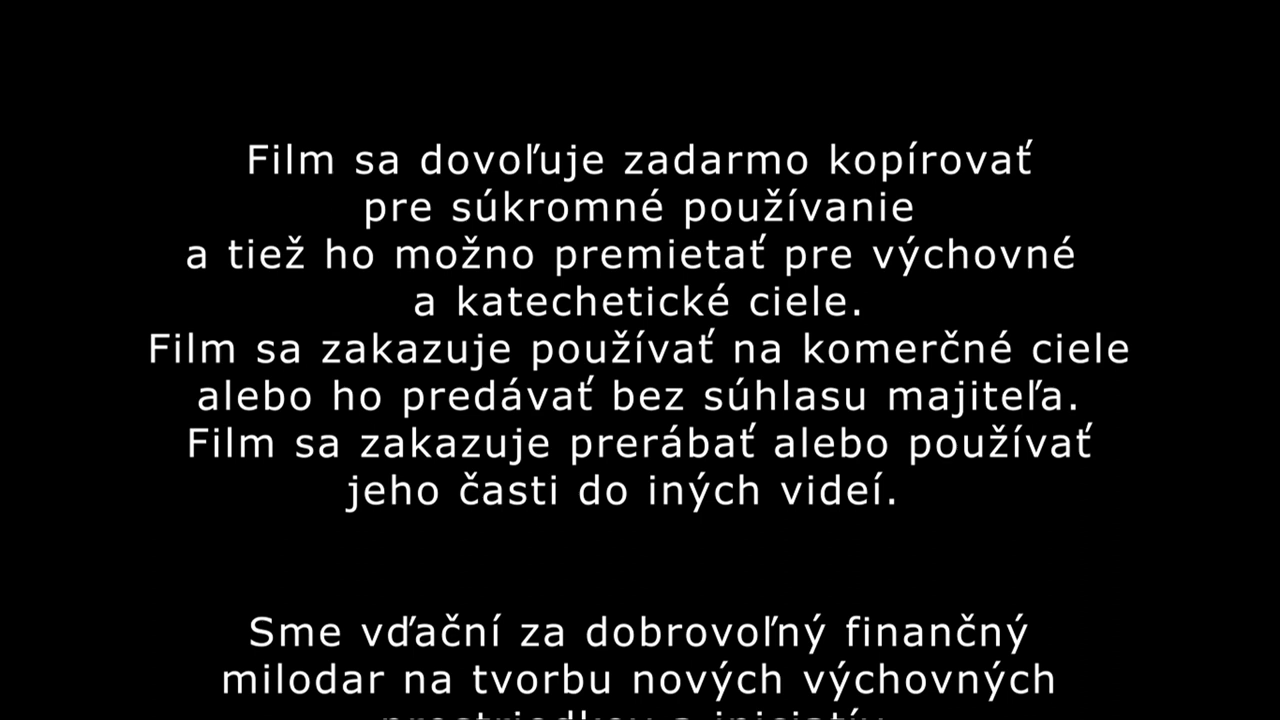 Film sa dovoľuje zadarmo kopírovať
pre súkromné používanie
a tiež ho možno premietať pre výchovné
a katechetické ciele.
Film sa zakazuje používať na komerčné ciele
alebo ho predávať bez súhlasu majiteľa.
Film sa zakazuje prerábať alebo používať
jeho časti do iných videí.
Sme vďační za dobrovoľný finančný
milodar na tvorbu nových výchovných